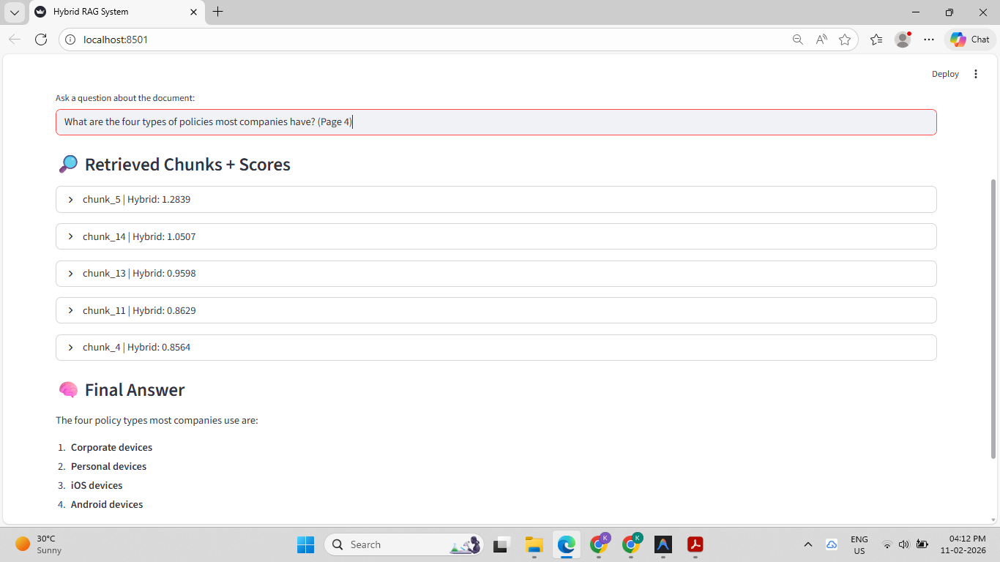 Hybrid RAG System
localhost:8501
Chat
Deploy
Ask a question about the document:
What are the four types of policies most companies have? (Page 4)
Retrieved Chunks + Scores
chunk_5 | Hybrid: 1.2839
chunk_14 | Hybrid: 1.0507
chunk_13 | Hybrid: 0.9598
chunk_11 | Hybrid: 0.8629
chunk_4 | Hybrid: 0.8564
Final Answer
The four policy types most companies use are:
1. Corporate devices
2. Personal devices
3. iOS devices
4. Android devices
30°C
Sunny
Search
K
K
ENG
US
04:12 PM
11-02-2026